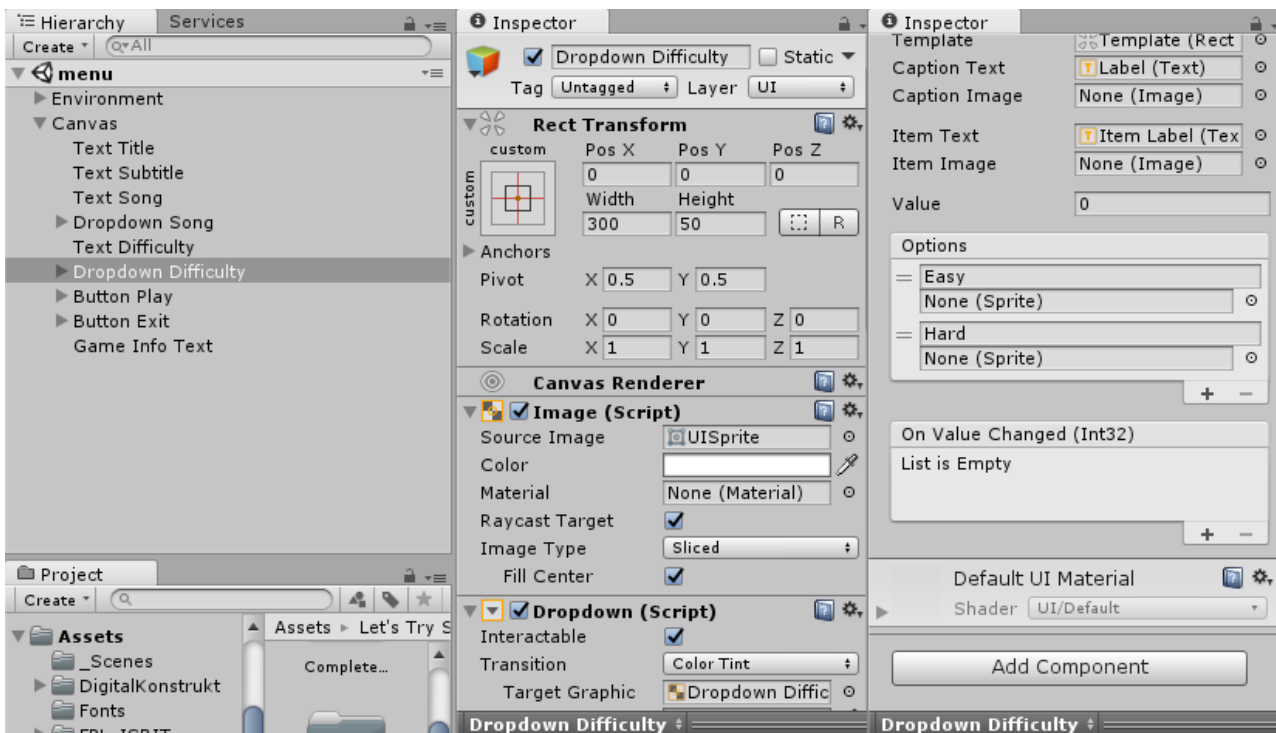 Hierarchy
Services
Create
All
menu
Environment
Canvas
Text Title
Text Subtitle
Text Song
Dropdown Song
Text Difficulty
Dropdown Difficulty
Button Play
Button Exit
Game Info Text
Project
Create
Assets
_Scenes
DigitalKonstrukt
Fonts
Assets Let's Try S
Complete...
Inspector
Dropdown Difficulty Static
Tag Untagged Layer UI
Rect Transform
custom Pos X Pos Y Pos Z
custom
0 0 0
Width Height
300 50 R
Anchors
Pivot X 0.5 Y 0.5
Rotation X 0 Y 0 Z 0
Scale X 1 Y 1 Z 1
Canvas Renderer
Image (Script)
Source Image UISprite
Color
Material None (Material)
Raycast Target
Image Type Sliced
Fill Center
Dropdown (Script)
Interactable
Transition Color Tint
Target Graphic Dropdown Diffic
Dropdown Difficulty
Inspector
Template Template (Rect
Caption Text Label (Text)
Caption Image None (Image)
Item Text Item Label (Tex
Item Image None (Image)
Value 0
Options
Easy
None (Sprite)
Hard
None (Sprite)
+ −
On Value Changed (Int32)
List is Empty
+ −
Default UI Material
Shader UI/Default
Add Component
Dropdown Difficulty